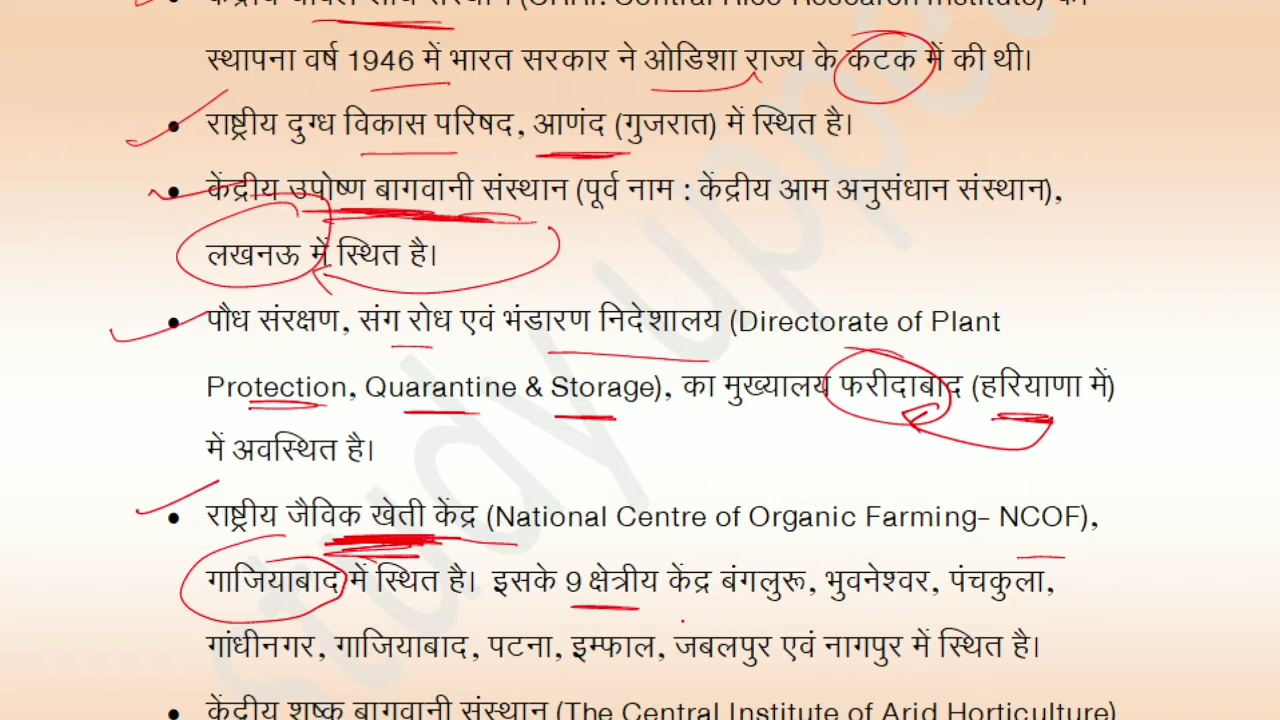 स्थापना वर्ष 1946 में भारत सरकार ने ओडिशा राज्य के कटक में की थी।
• राष्ट्रीय दुग्ध विकास परिषद, आणंद (गुजरात) में स्थित है।
• केंद्रीय उपोष्ण बागवानी संस्थान (पूर्व नाम : केंद्रीय आम अनुसंधान संस्थान),
लखनऊ में स्थित है।
• पौध संरक्षण, संग रोध एवं भंडारण निदेशालय (Directorate of Plant
Protection, Quarantine & Storage), का मुख्यालय फरीदाबाद (हरियाणा में)
में अवस्थित है।
• राष्ट्रीय जैविक खेती केंद्र (National Centre of Organic Farming– NCOF),
गाजियाबाद में स्थित है। इसके 9 क्षेत्रीय केंद्र बंगलुरू, भुवनेश्वर, पंचकुला,
गांधीनगर, गाजियाबाद, पटना, इम्फाल, जबलपुर एवं नागपुर में स्थित है।
• केंद्रीय शुष्क बागवानी संस्थान (The Central Institute of Arid Horticulture)